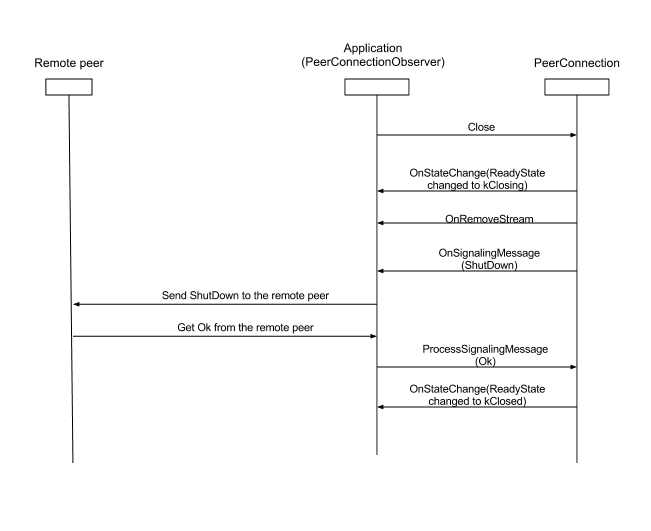 Remote peer
Application
(PeerConnectionObserver)
PeerConnection
Close
OnStateChange(ReadyState
changed to kClosing)
OnRemoveStream
OnSignalingMessage
(ShutDown)
Send ShutDown to the remote peer
Get Ok from the remote peer
ProcessSignalingMessage
(Ok)
OnStateChange(ReadyState
changed to kClosed)